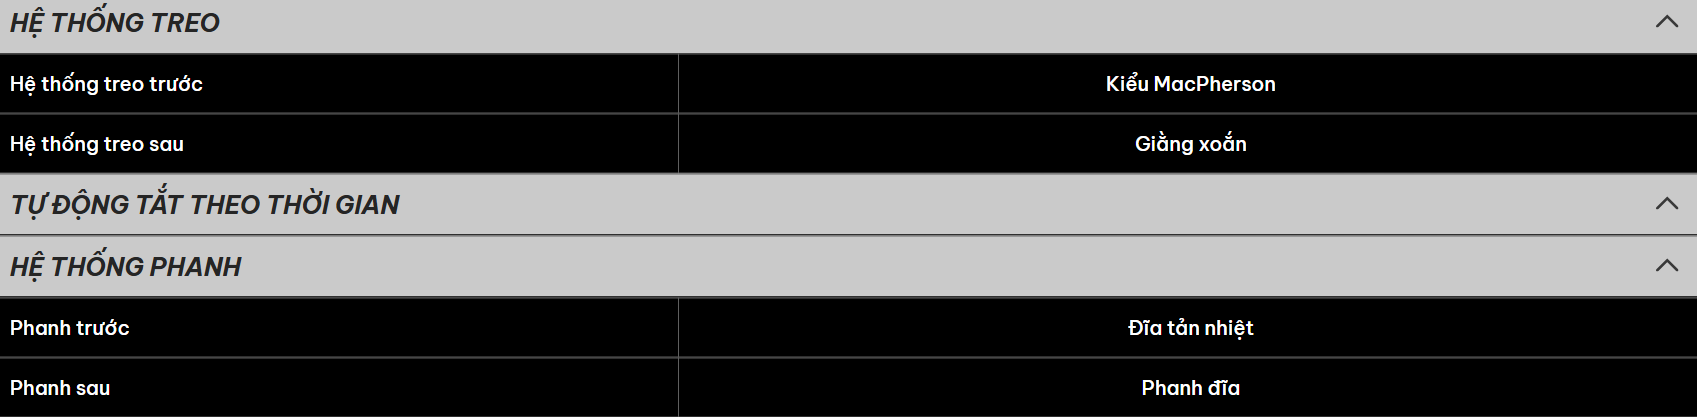 HỆ THỐNG TREO
Hệ thống treo trước Kiểu MacPherson
Hệ thống treo sau Giằng xoắn
TỰ ĐỘNG TẮT THEO THỜI GIAN
HỆ THỐNG PHANH
Phanh trước Đĩa tản nhiệt
Phanh sau Phanh đĩa